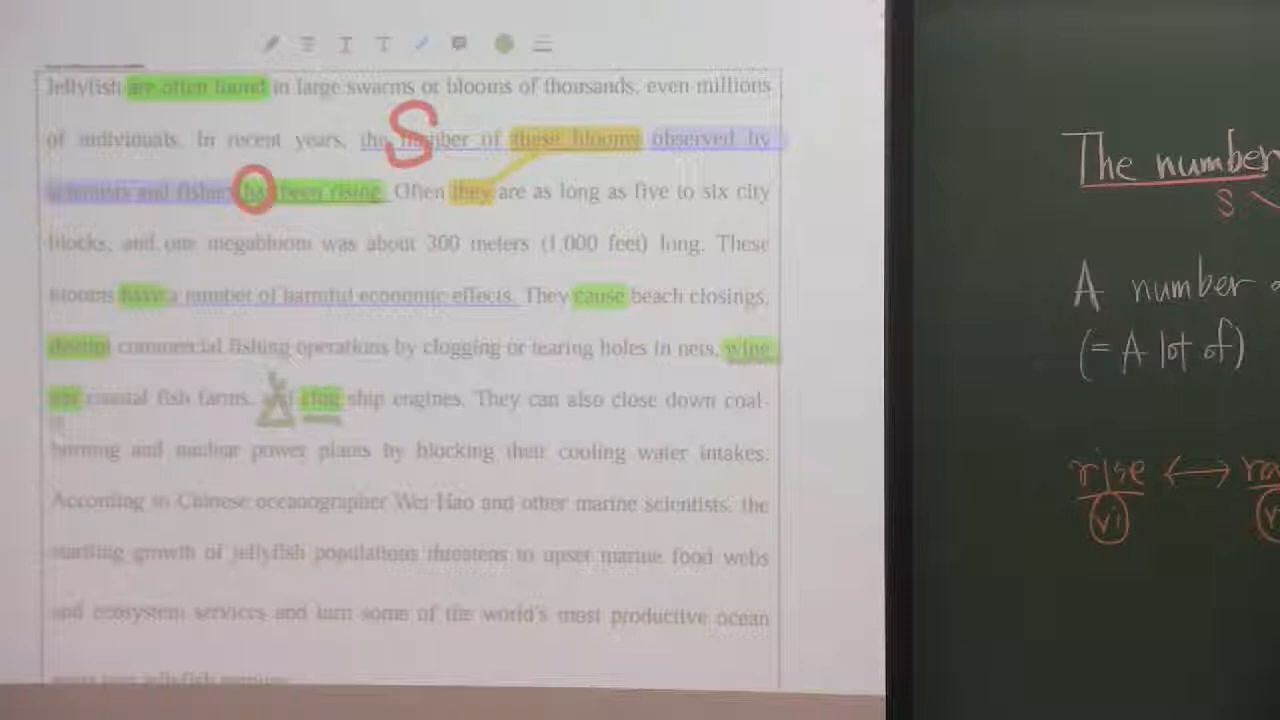 Jellyfish are often found in large swarms or blooms of thousands, even millions
of individuals. In recent years, the number of these blooms observed by
S
scientists and fishers has been rising. Often they are as long as five to six city
blocks, and one megabloom was about 300 meters (1,000 feet) long. These
blooms have a number of harmful economic effects. They cause beach closings,
commercial fishing operations by clogging or tearing holes in nets, wipe
out coastal fish farms, and clog ship engines. They can also close down coal-
burning and nuclear power plants by blocking their cooling water intakes.
According to Chinese oceanographer Wei Hao and other marine scientists, the
startling growth of jellyfish populations threatens to upset marine food webs
and ecosystem services and turn some of the world's most productive ocean
areas into jellyfish empires
The number
S
A number
(= A lot of)
rise ↔
vi